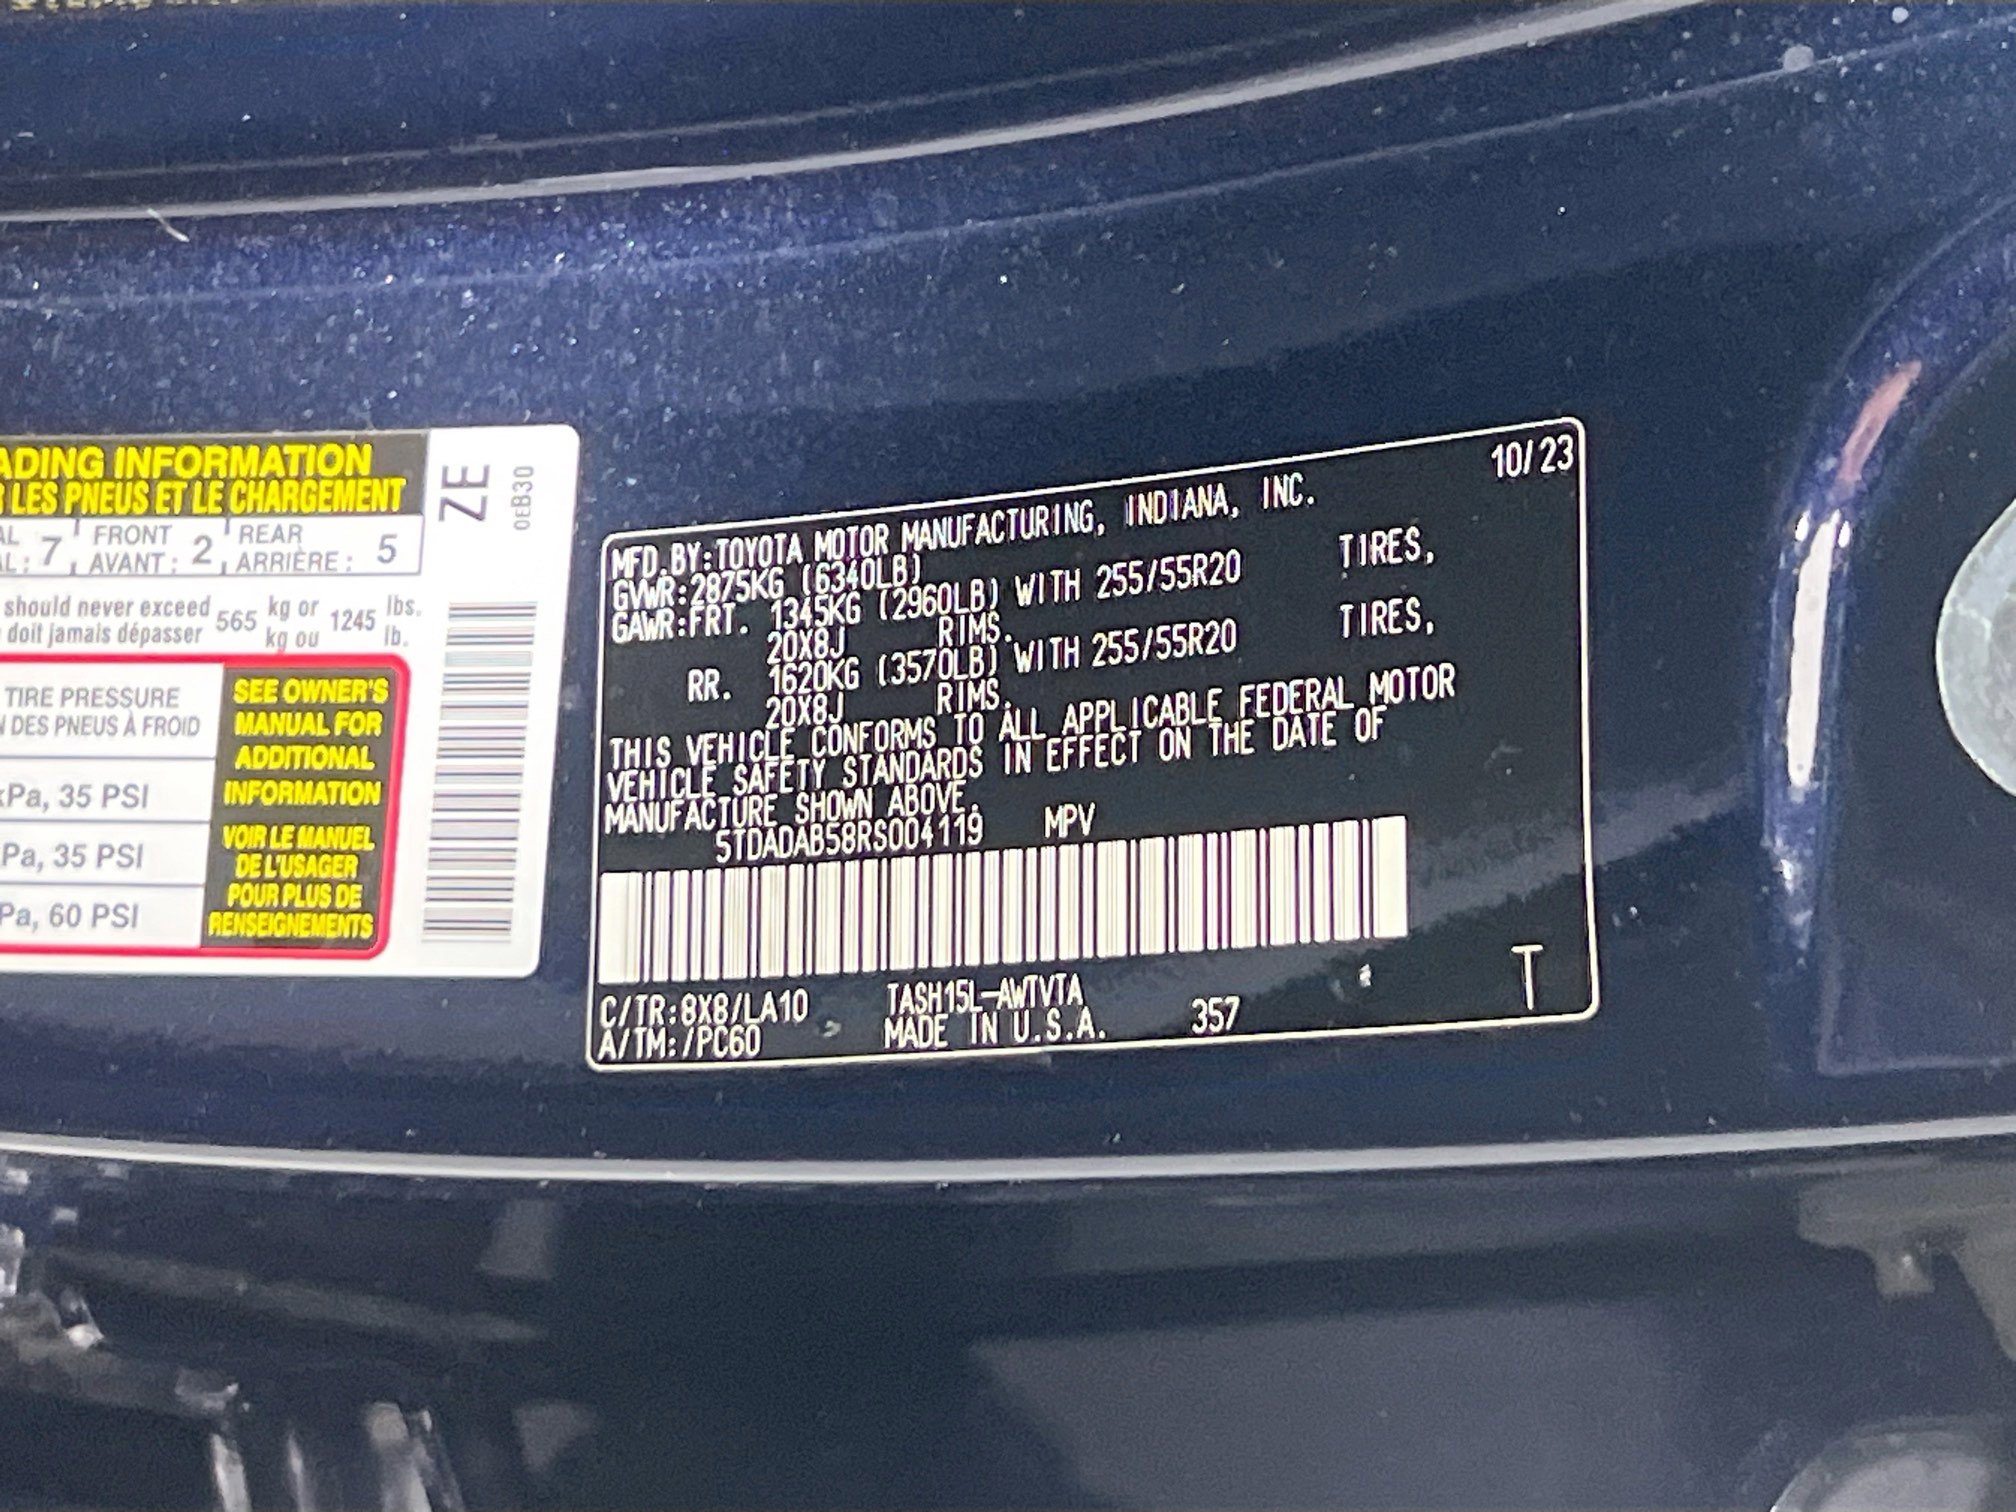 ADING INFORMATION
LES PNEUS ET LE CHARGEMENT
AL
AL : 7
FRONT
AVANT : 2
REAR
ARRIÈRE : 5
should never exceed 565 kg or 1245 lbs.
doit jamais dépasser kg ou lb.
TIRE PRESSURE
DES PNEUS À FROID
kPa, 35 PSI
Pa, 35 PSI
Pa, 60 PSI
SEE OWNER'S
MANUAL FOR
ADDITIONAL
INFORMATION
VOIR LE MANUEL
DE L'USAGER
POUR PLUS DE
RENSEIGNEMENTS
ZE
0EB30
10/23
MFD.BY:TOYOTA MOTOR MANUFACTURING, INDIANA, INC.
GVWR:2875KG (6340LB)
GAWR:FRT. 1345KG (2960LB) WITH 255/55R20 TIRES,
20X8J RIMS.
RR. 1620KG (3570LB) WITH 255/55R20 TIRES,
20X8J RIMS.
THIS VEHICLE CONFORMS TO ALL APPLICABLE FEDERAL MOTOR
VEHICLE SAFETY STANDARDS IN EFFECT ON THE DATE OF
MANUFACTURE SHOWN ABOVE.
5TDADAB58RS004119 MPV
C/TR:8X8/LA10 TASH15L-AWTVTA
A/TM:/PC60 MADE IN U.S.A. 357 T